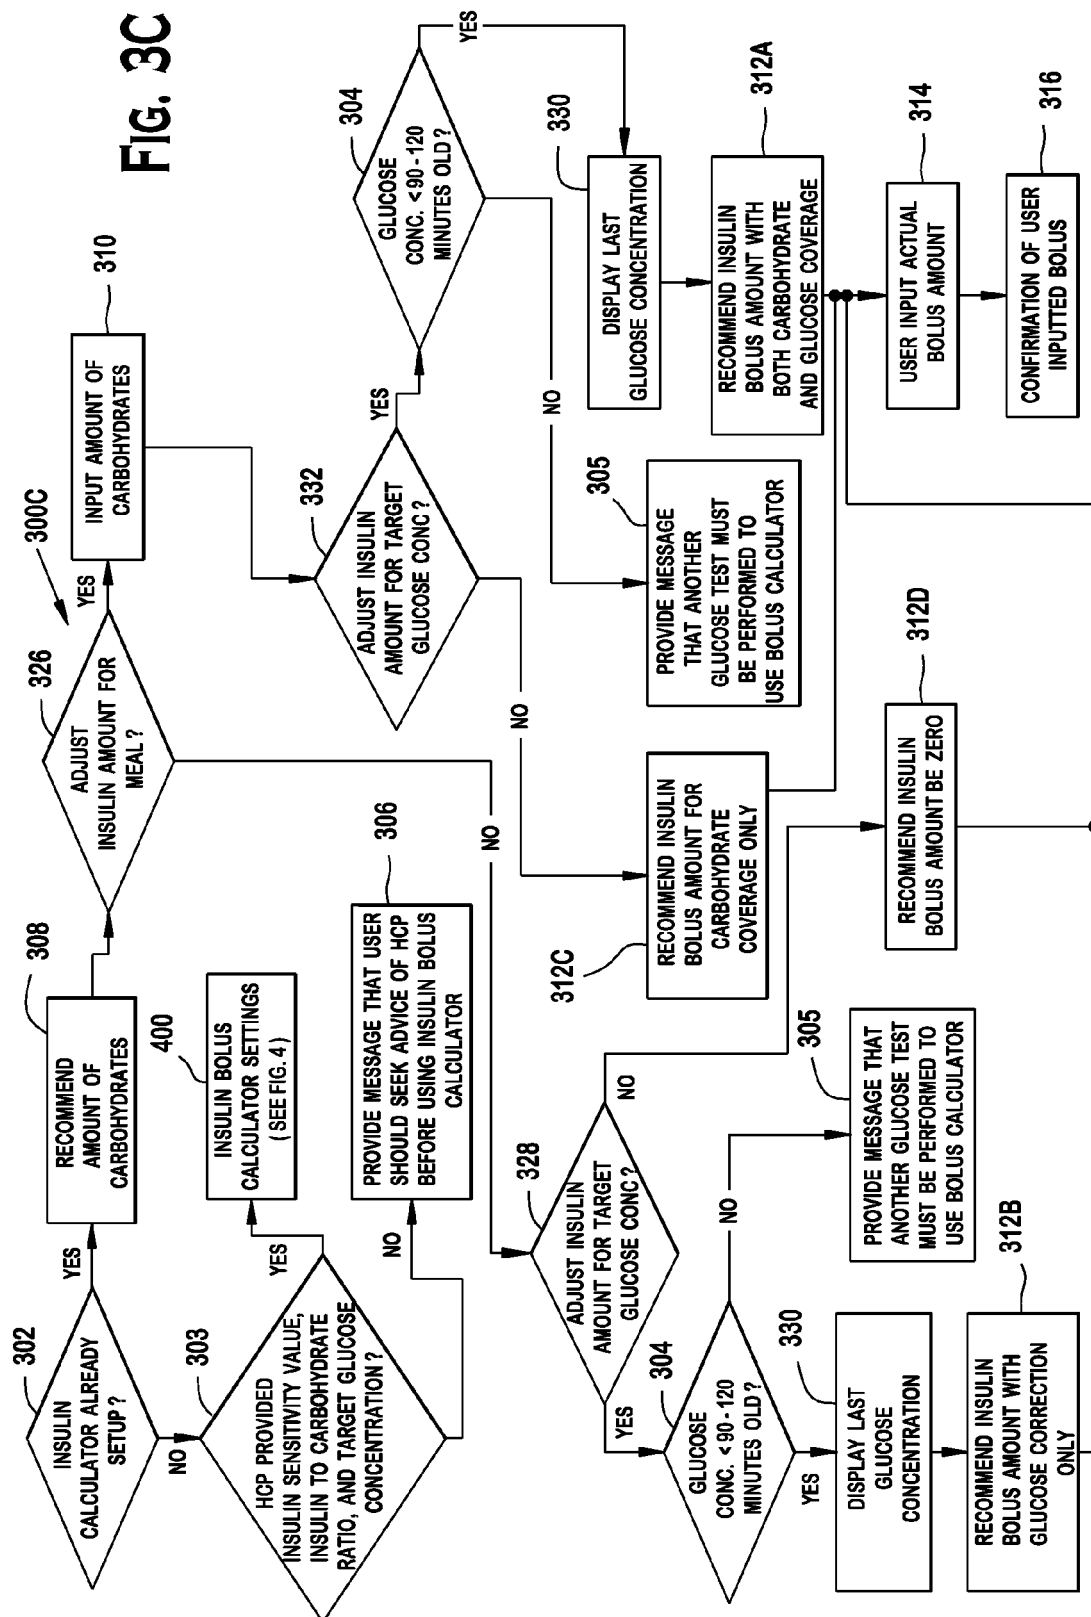 FIG. 3C
300C
302
INSULIN
CALCULATOR ALREADY
SETUP?
YES
NO
308
RECOMMEND
AMOUNT OF
CARBOHYDRATES
326
ADJUST
INSULIN AMOUNT FOR
MEAL?
YES
NO
310
INPUT AMOUNT OF
CARBOHYDRATES
303
HCP PROVIDED
INSULIN SENSITIVITY VALUE,
INSULIN TO CARBOHYDRATE
RATIO, AND TARGET GLUCOSE
CONCENTRATION?
YES
NO
400
INSULIN BOLUS
CALCULATOR SETTINGS
(SEE FIG. 4)
306
PROVIDE MESSAGE THAT USER
SHOULD SEEK ADVICE OF HCP
BEFORE USING INSULIN BOLUS
CALCULATOR
332
ADJUST INSULIN
AMOUNT FOR TARGET
GLUCOSE CONC?
YES
NO
304
GLUCOSE
CONC. <90-120
MINUTES OLD?
YES
NO
328
ADJUST INSULIN
AMOUNT FOR TARGET
GLUCOSE CONC?
YES
NO
304
GLUCOSE
CONC. <90-120
MINUTES OLD?
YES
NO
312C
RECOMMEND INSULIN
BOLUS AMOUNT FOR
CARBOHYDRATE
COVERAGE ONLY
305
PROVIDE MESSAGE
THAT ANOTHER
GLUCOSE TEST MUST
BE PERFORMED TO
USE BOLUS CALCULATOR
330
DISPLAY LAST
GLUCOSE CONCENTRATION
312A
RECOMMEND INSULIN
BOLUS AMOUNT WITH
BOTH CARBOHYDRATE
AND GLUCOSE COVERAGE
330
DISPLAY LAST
GLUCOSE
CONCENTRATION
305
PROVIDE MESSAGE THAT
ANOTHER GLUCOSE TEST
MUST BE PERFORMED TO
USE BOLUS CALCULATOR
312D
RECOMMEND INSULIN
BOLUS AMOUNT BE ZERO
314
USER INPUT ACTUAL
BOLUS AMOUNT
312B
RECOMMEND INSULIN
BOLUS AMOUNT WITH
GLUCOSE CORRECTION
ONLY
316
CONFIRMATION OF USER
INPUTTED BOLUS